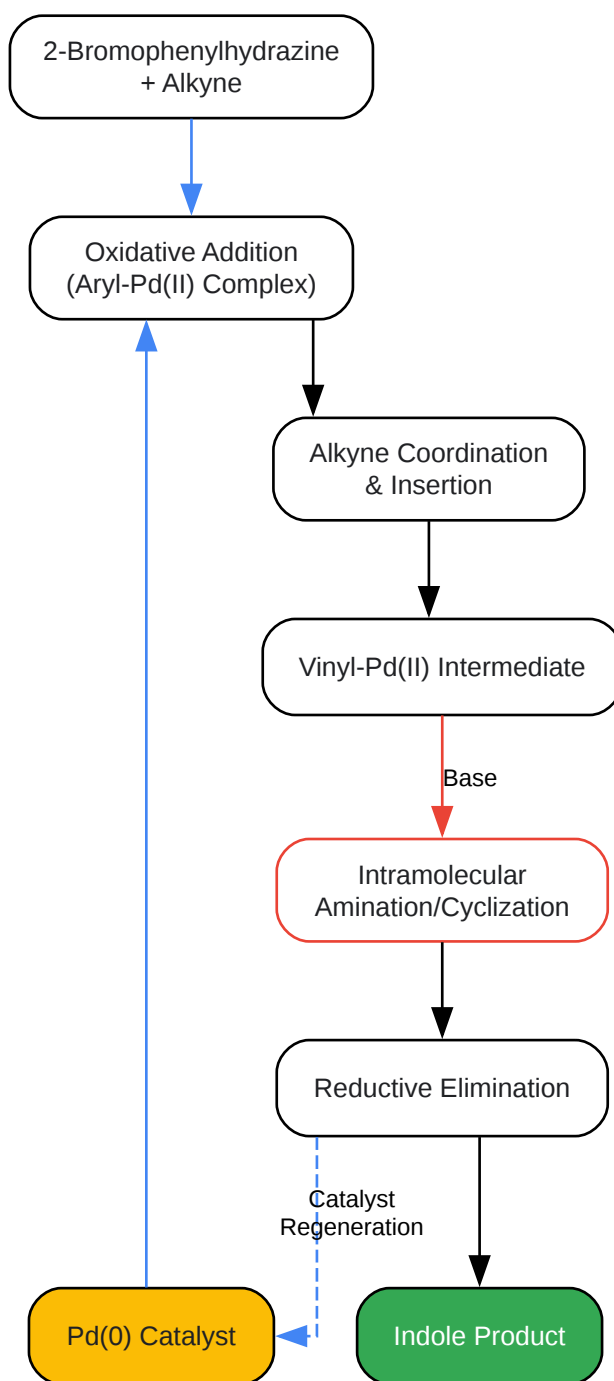 2-Bromophenylhydrazine
+ Alkyne
Oxidative Addition
(Aryl-Pd(II) Complex)
Alkyne Coordination
& Insertion
Vinyl-Pd(II) Intermediate
Base
Intramolecular
Amination/Cyclization
Reductive Elimination
Catalyst
Regeneration
Pd(0) Catalyst
Indole Product